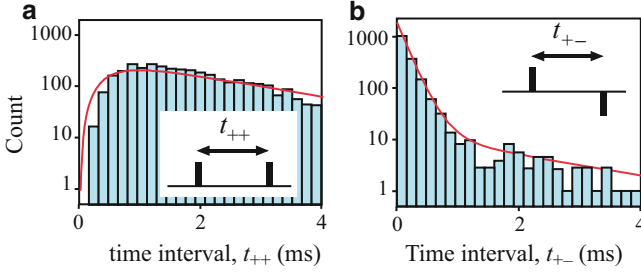 a
1000
100
10
1
Count
t++
0
2
4
time interval, t++ (ms)
b
1000
100
10
1
t+−
0
2
4
Time interval, t+− (ms)